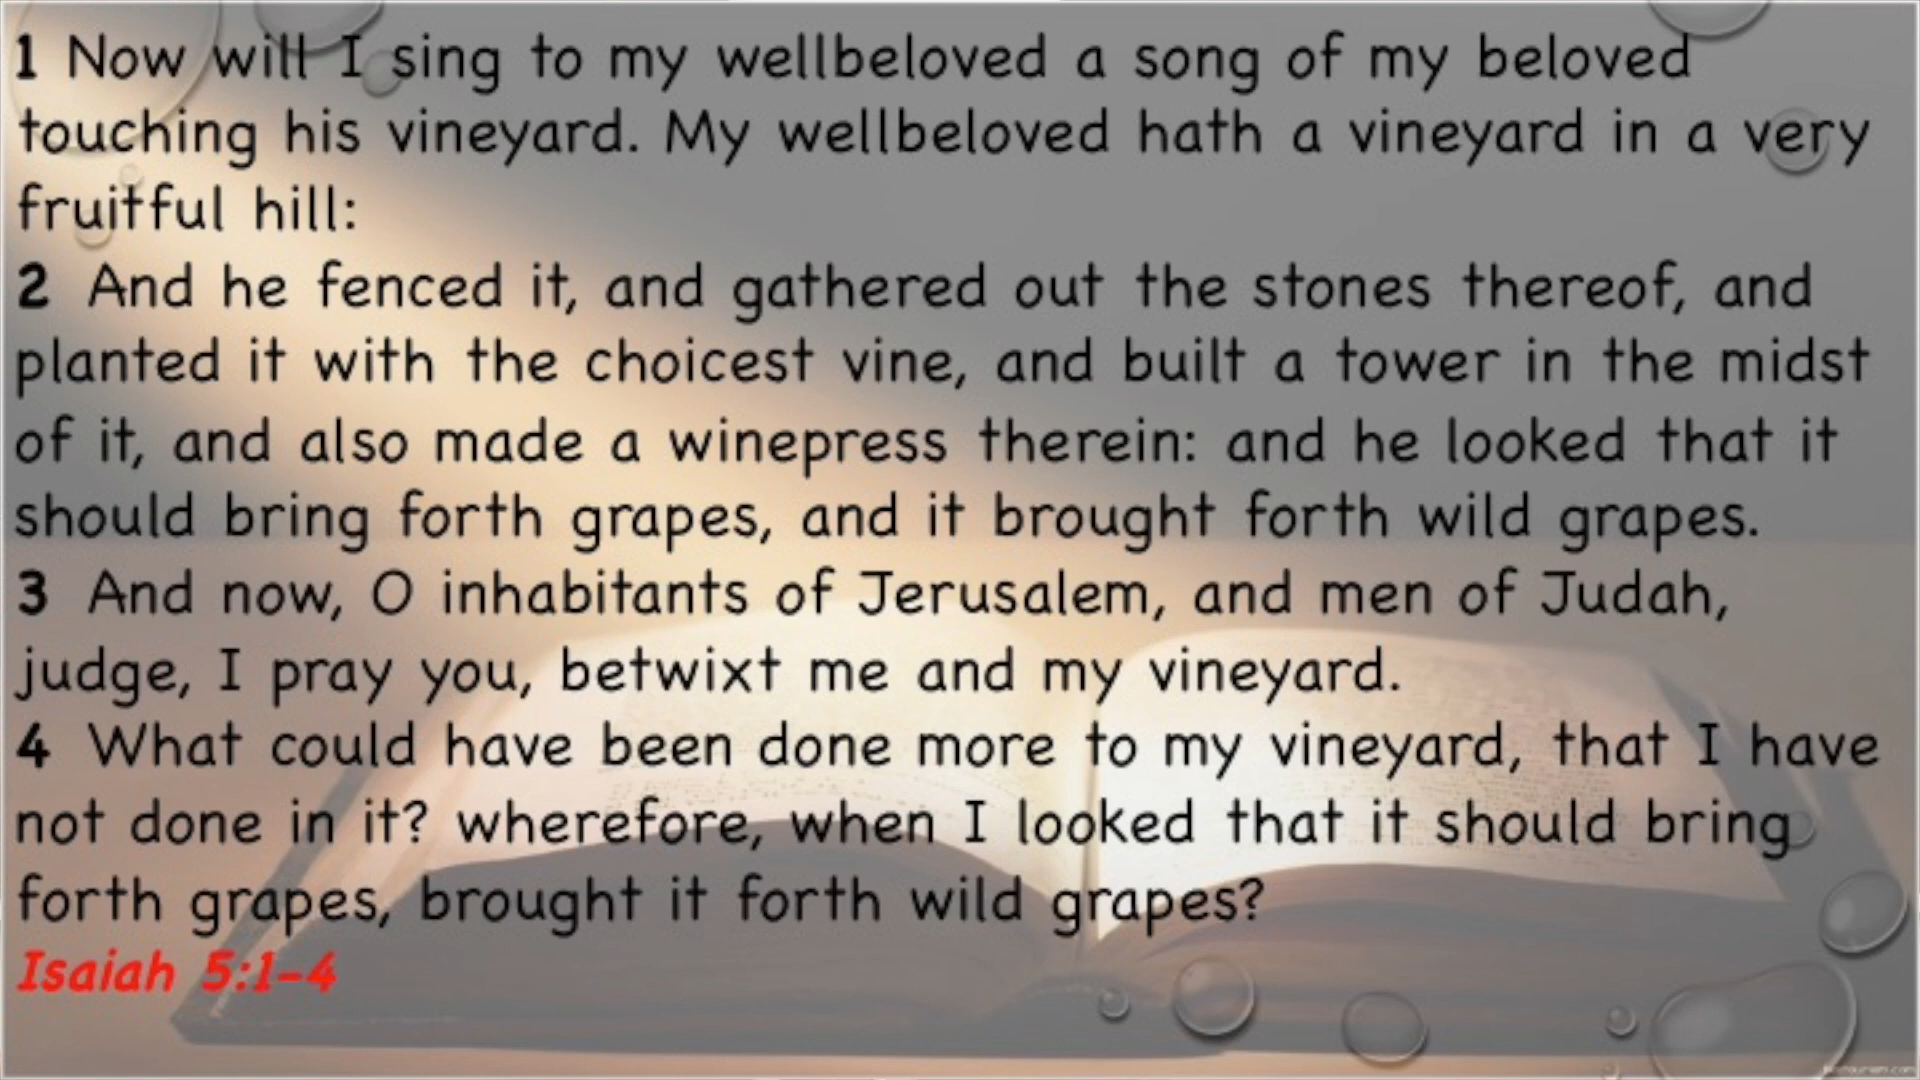 1 Now will I sing to my wellbeloved a song of my beloved
touching his vineyard. My wellbeloved hath a vineyard in a very
fruitful hill:
2 And he fenced it, and gathered out the stones thereof, and
planted it with the choicest vine, and built a tower in the midst
of it, and also made a winepress therein: and he looked that it
should bring forth grapes, and it brought forth wild grapes.
3 And now, O inhabitants of Jerusalem, and men of Judah,
judge, I pray you, betwixt me and my vineyard.
4 What could have been done more to my vineyard, that I have
not done in it? wherefore, when I looked that it should bring
forth grapes, brought it forth wild grapes?
Isaiah 5:1-4